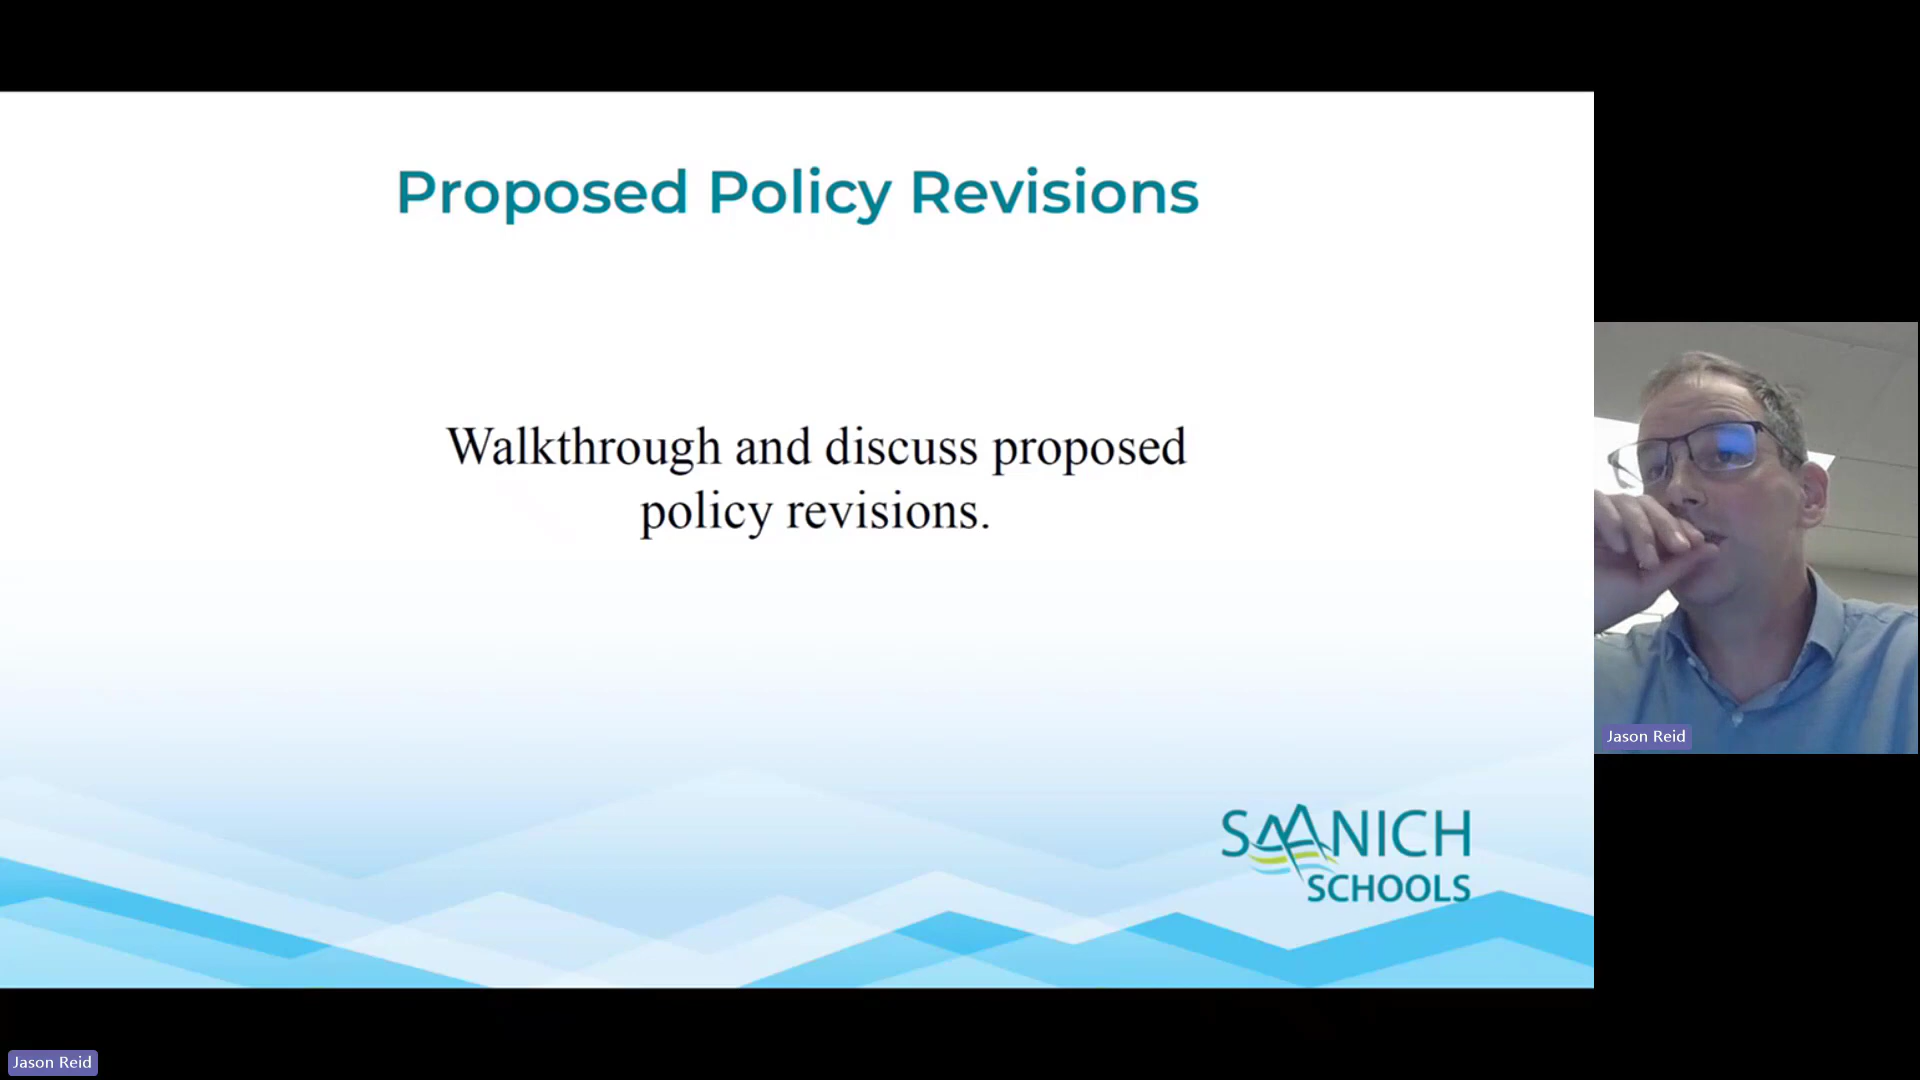 Proposed Policy Revisions
Walkthrough and discuss proposed
policy revisions.
SAANICH
SCHOOLS
Jason Reid
Jason Reid